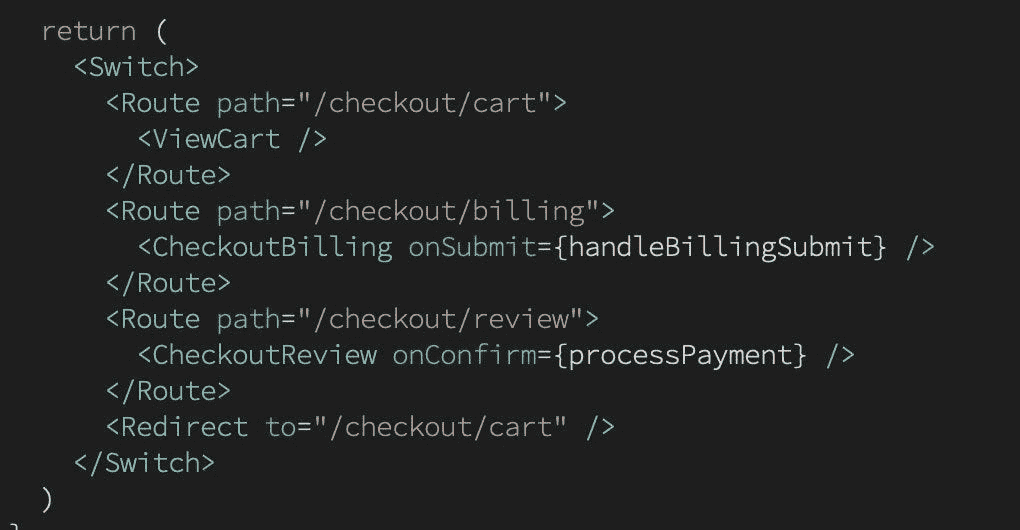 return (
<Switch>
<Route path="/checkout/cart">
<ViewCart />
</Route>
<Route path="/checkout/billing">
<CheckoutBilling onSubmit={handleBillingSubmit} />
</Route>
<Route path="/checkout/review">
<CheckoutReview onConfirm={processPayment} />
</Route>
<Redirect to="/checkout/cart" />
</Switch>
)
}